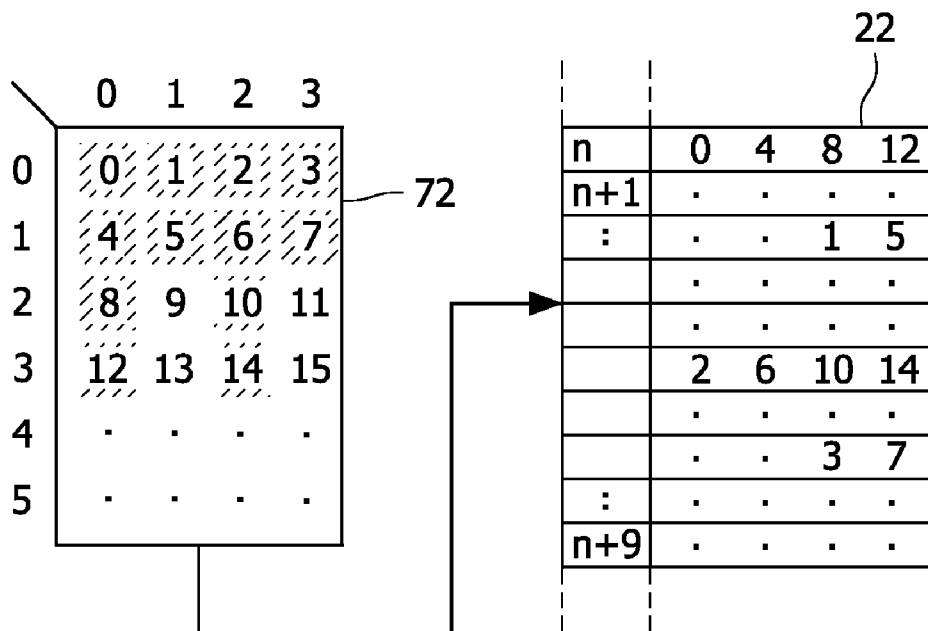 22
0 1 2 3
0 0 1 2 3
72
1 4 5 6 7
2 8 9 10 11
3 12 13 14 15
4 . . . .
5 . . . .
n 0 4 8 12
n+1 . . . .
: . . 1 5
. . . .
. . . .
2 6 10 14
. . . .
. . 3 7
: . . . .
n+9 . . . .